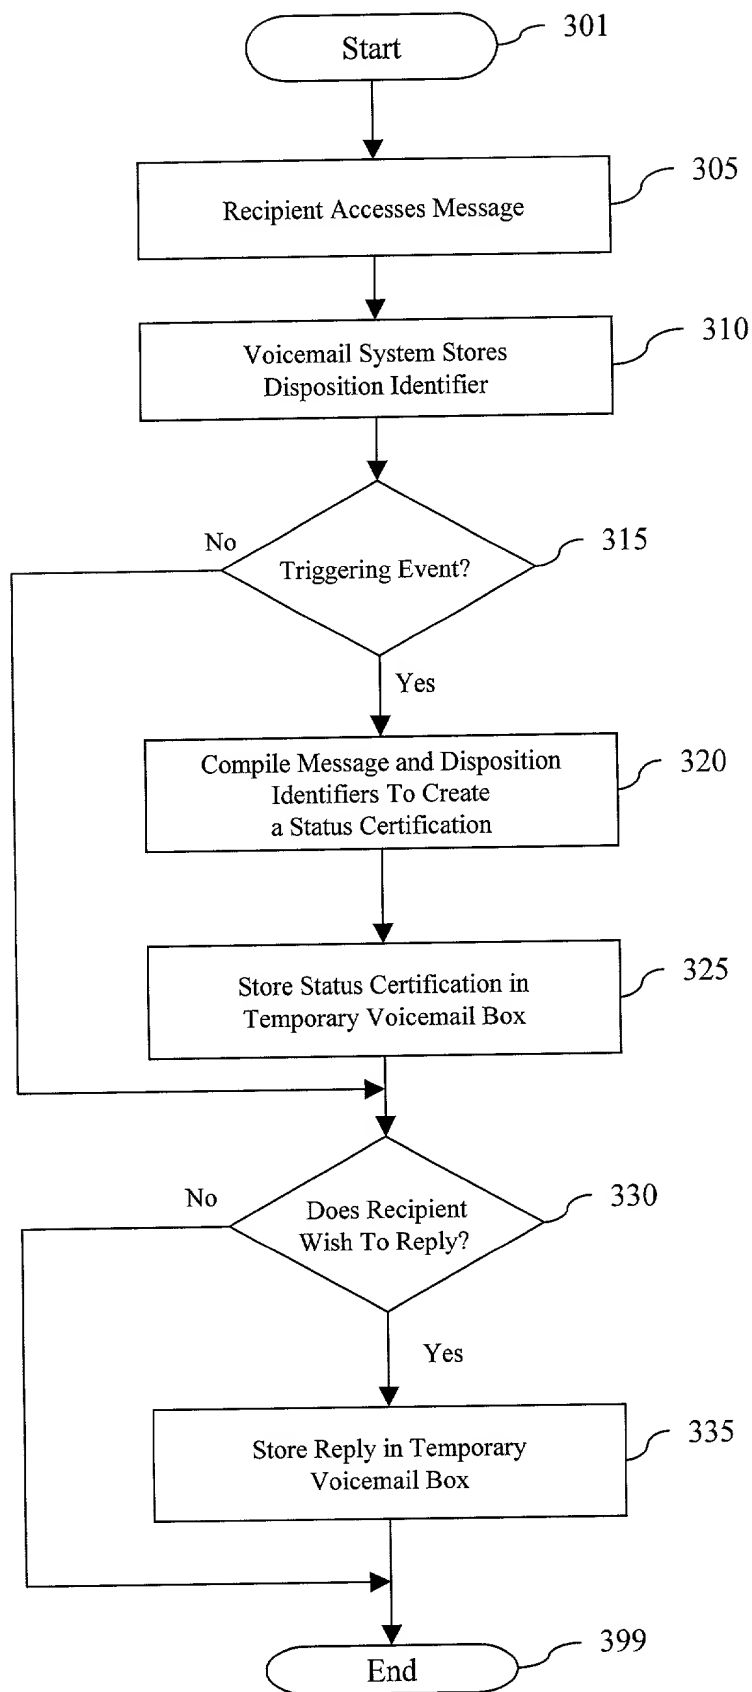 Start
301
Recipient Accesses Message
305
Voicemail System Stores
Disposition Identifier
310
No
Triggering Event?
315
Yes
Compile Message and Disposition
Identifiers To Create
a Status Certification
320
Store Status Certification in
Temporary Voicemail Box
325
No
Does Recipient
Wish To Reply?
330
Yes
Store Reply in Temporary
Voicemail Box
335
End
399